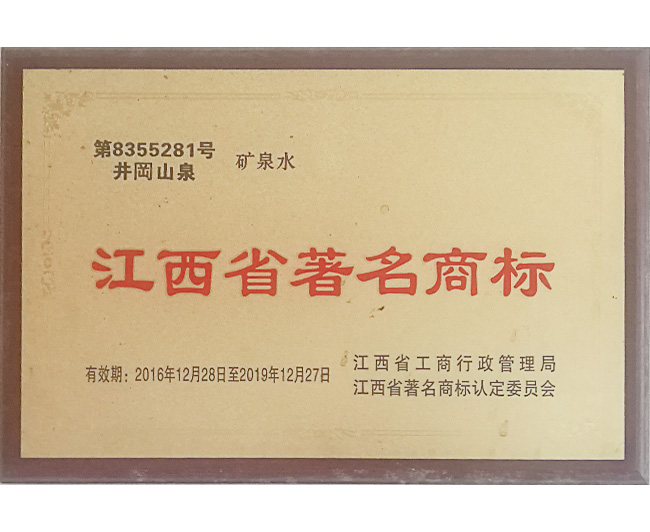 第8355281号
井岡山泉
矿泉水
江西省著名商标
有效期：2016年12月28日至2019年12月27日
江西省工商行政管理局
江西省著名商标认定委员会